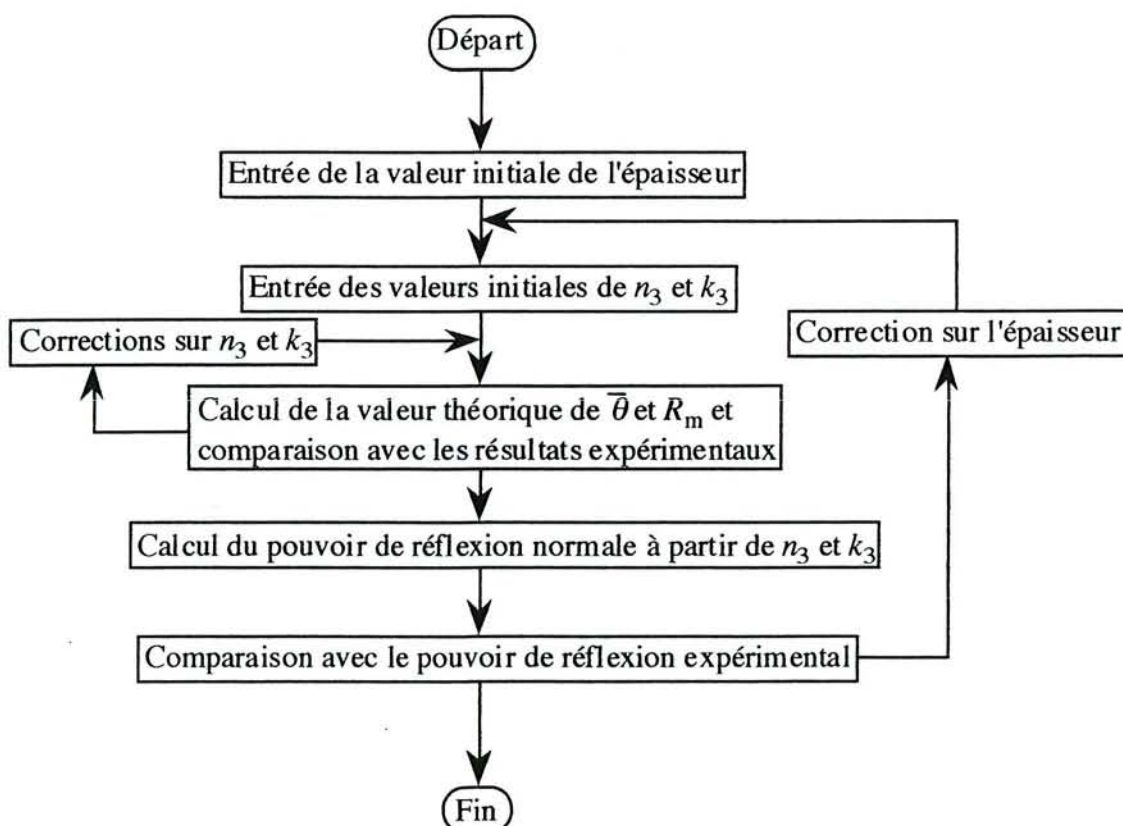 Départ
Entrée de la valeur initiale de l'épaisseur
Entrée des valeurs initiales de n₃ et k₃
Corrections sur n₃ et k₃
Correction sur l'épaisseur
Calcul de la valeur théorique de θ̅ et Rₘ et
comparaison avec les résultats expérimentaux
Calcul du pouvoir de réflexion normale à partir de n₃ et k₃
Comparaison avec le pouvoir de réflexion expérimental
Fin